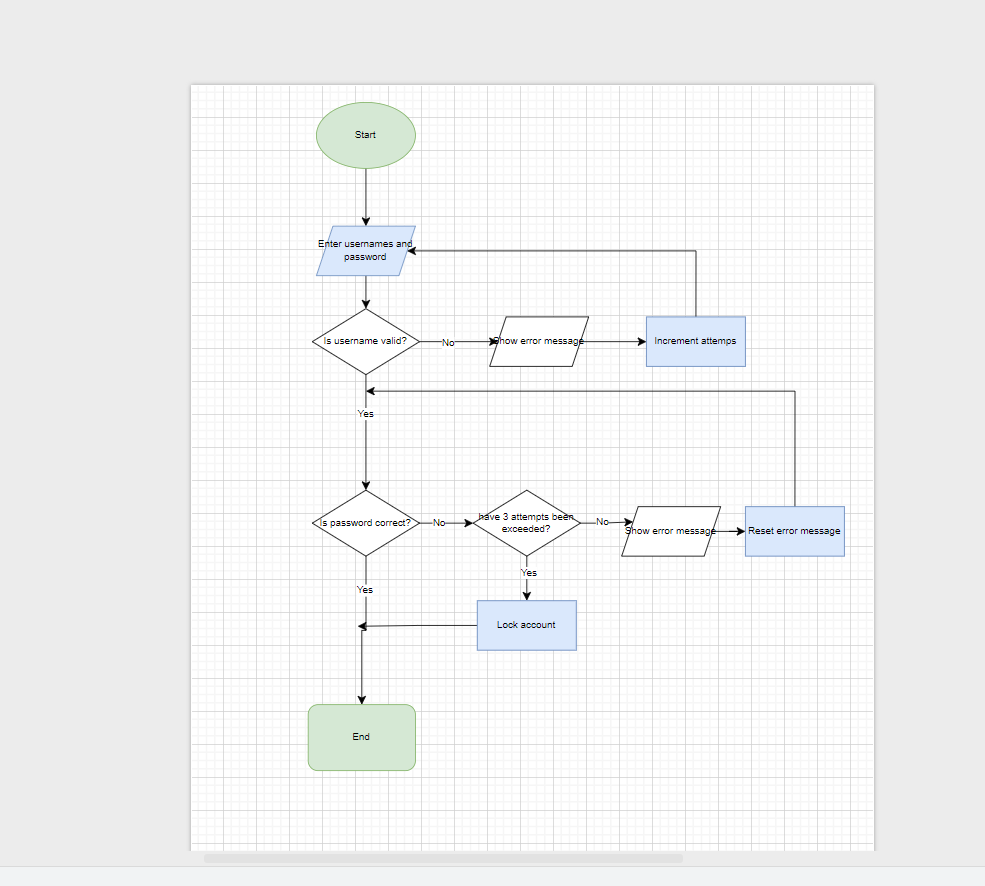 Start
Enter usernames and
password
Is username valid?
No
Show error message
Increment attemps
Yes
Is password correct?
No
have 3 attempts been
exceeded?
No
Show error message
Reset error message
Yes
Yes
Lock account
End